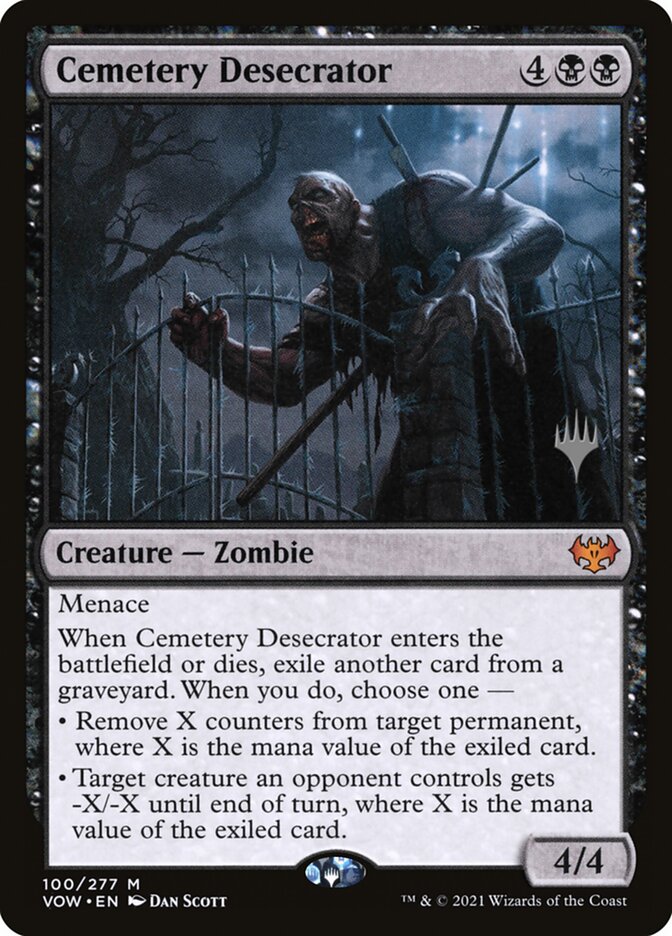 Cemetery Desecrator
4
Creature — Zombie
Menace
When Cemetery Desecrator enters the
battlefield or dies, exile another card from a
graveyard. When you do, choose one —
• Remove X counters from target permanent,
where X is the mana value of the exiled card.
• Target creature an opponent controls gets
-X/-X until end of turn, where X is the mana
value of the exiled card.
4/4
100/277 M
VOW • EN Dan Scott
™ & © 2021 Wizards of the Coast